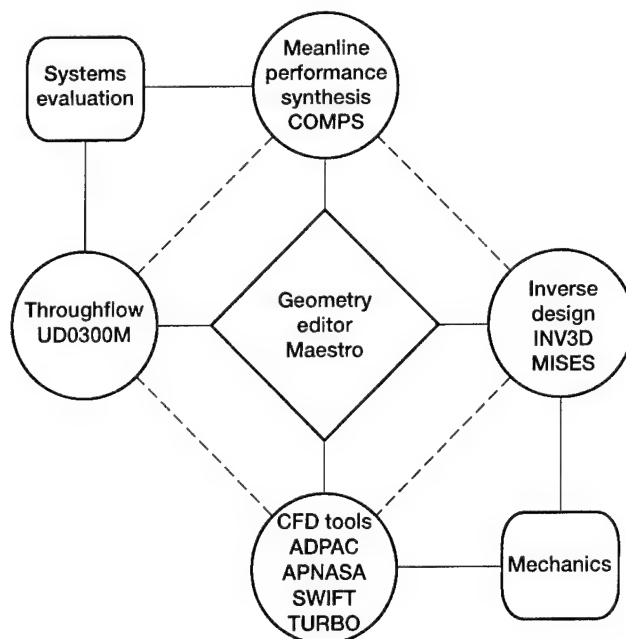 Systems
evaluation
Meanline
performance
synthesis
COMPS
Throughflow
UD0300M
Geometry
editor
Maestro
Inverse
design
INV3D
MISES
CFD tools
ADPAC
APNASA
SWIFT
TURBO
Mechanics